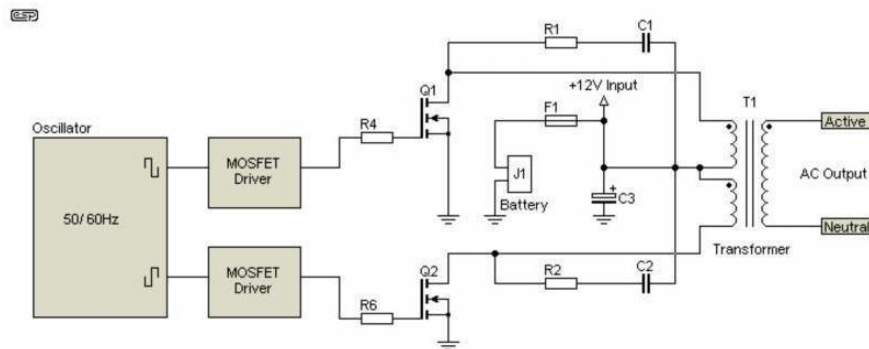 ESP
R1
C1
+12V Input
Q1
F1
T1
Oscillator
R4
Active
MOSFET
Driver
J1
AC Output
C3
Battery
50/60Hz
Neutral
Transformer
MOSFET
Driver
Q2
R2
C2
R6